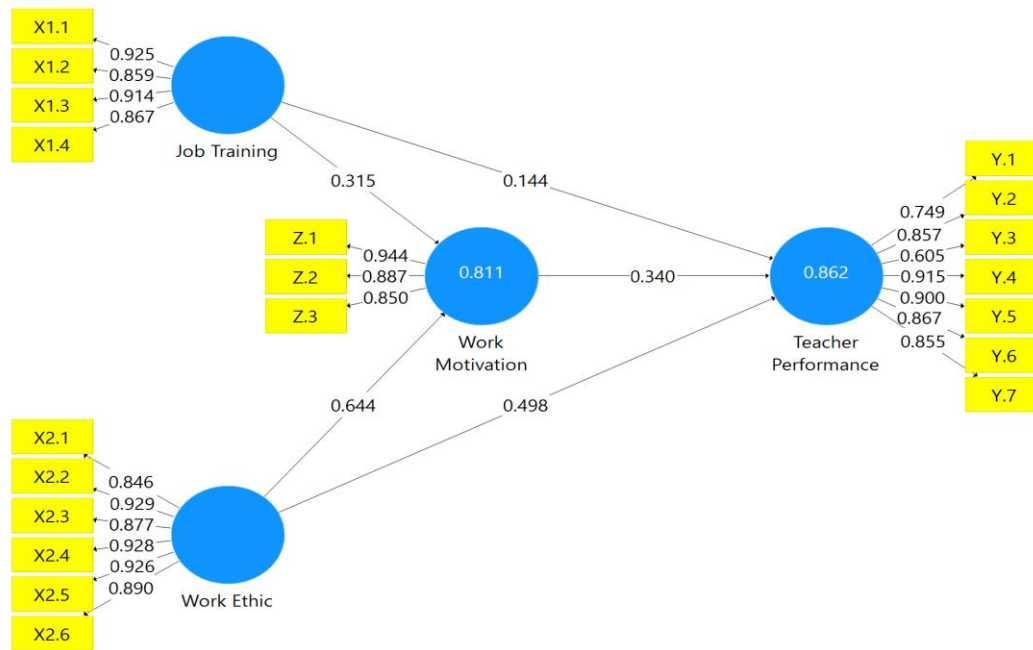 X1.1
X1.2
X1.3
X1.4
0.925
0.859
0.914
0.867
Job Training
0.315
0.144
Z.1
Z.2
Z.3
0.944
0.887
0.850
0.811
Work
Motivation
0.340
0.862
Teacher
Performance
0.749
0.857
0.605
0.915
0.900
0.867
0.855
Y.1
Y.2
Y.3
Y.4
Y.5
Y.6
Y.7
0.644
0.498
X2.1
X2.2
X2.3
X2.4
X2.5
X2.6
0.846
0.929
0.877
0.928
0.926
0.890
Work Ethic